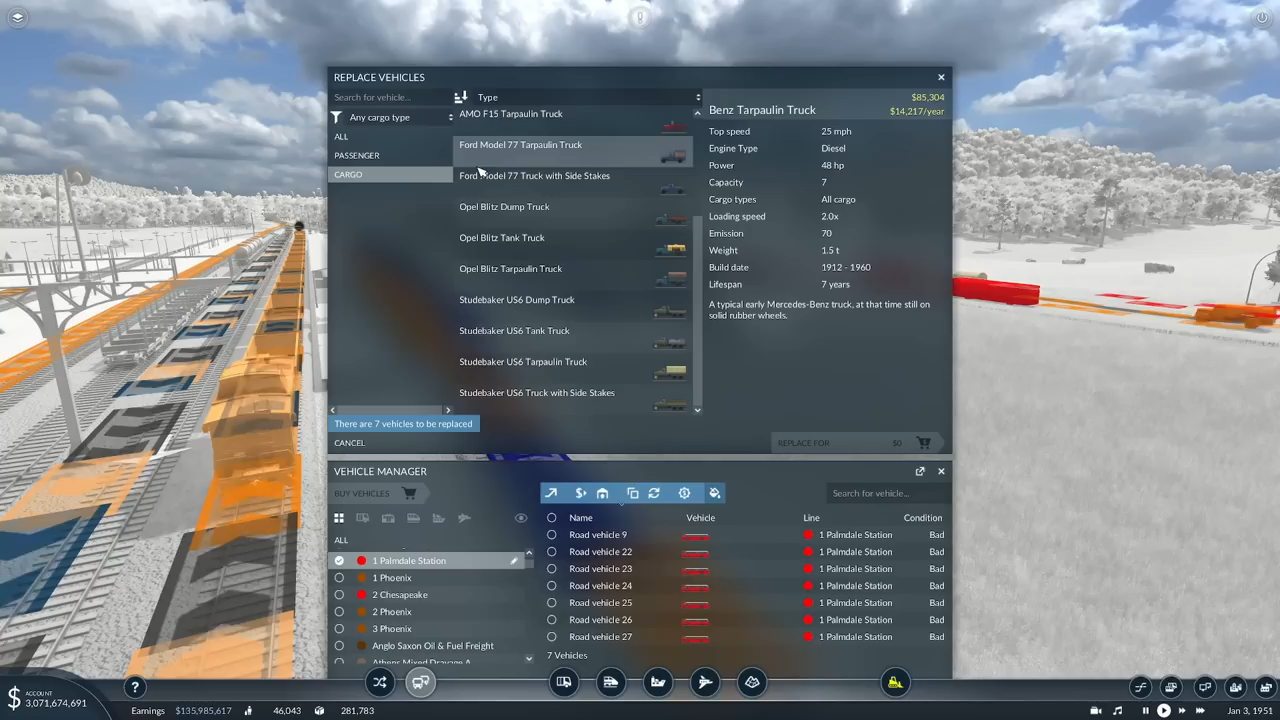 REPLACE VEHICLES
Search for vehicle...
Type
Any cargo type
ALL
PASSENGER
CARGO
AMO F15 Tarpaulin Truck
Ford Model 77 Tarpaulin Truck
Ford Model 77 Truck with Side Stakes
Opel Blitz Dump Truck
Opel Blitz Tank Truck
Opel Blitz Tarpaulin Truck
Studebaker US6 Dump Truck
Studebaker US6 Tank Truck
Studebaker US6 Tarpaulin Truck
Studebaker US6 Truck with Side Stakes
$85,304
Benz Tarpaulin Truck
$14,217/year
Top speed 25 mph
Engine Type Diesel
Power 48 hp
Capacity 7
Cargo types All cargo
Loading speed 2.0x
Emission 70
Weight 1.5 t
Build date 1912 - 1960
Lifespan 7 years
A typical early Mercedes-Benz truck, at that time still on
solid rubber wheels.
There are 7 vehicles to be replaced
CANCEL
REPLACE FOR $0
VEHICLE MANAGER
BUY VEHICLES
Search for vehicle...
ALL
1 Palmdale Station
1 Phoenix
2 Chesapeake
2 Phoenix
3 Phoenix
Anglo Saxon Oil & Fuel Freight
Athens Mixed Drayage A
Name Vehicle Line Condition
Road vehicle 9 1 Palmdale Station Bad
Road vehicle 22 1 Palmdale Station Bad
Road vehicle 23 1 Palmdale Station Bad
Road vehicle 24 1 Palmdale Station Bad
Road vehicle 25 1 Palmdale Station Bad
Road vehicle 26 1 Palmdale Station Bad
Road vehicle 27 1 Palmdale Station Bad
7 Vehicles
$ ACCOUNT
3,071,674,691
?
Earnings $135,985,617 46,043 281,783
Jan 3, 1951